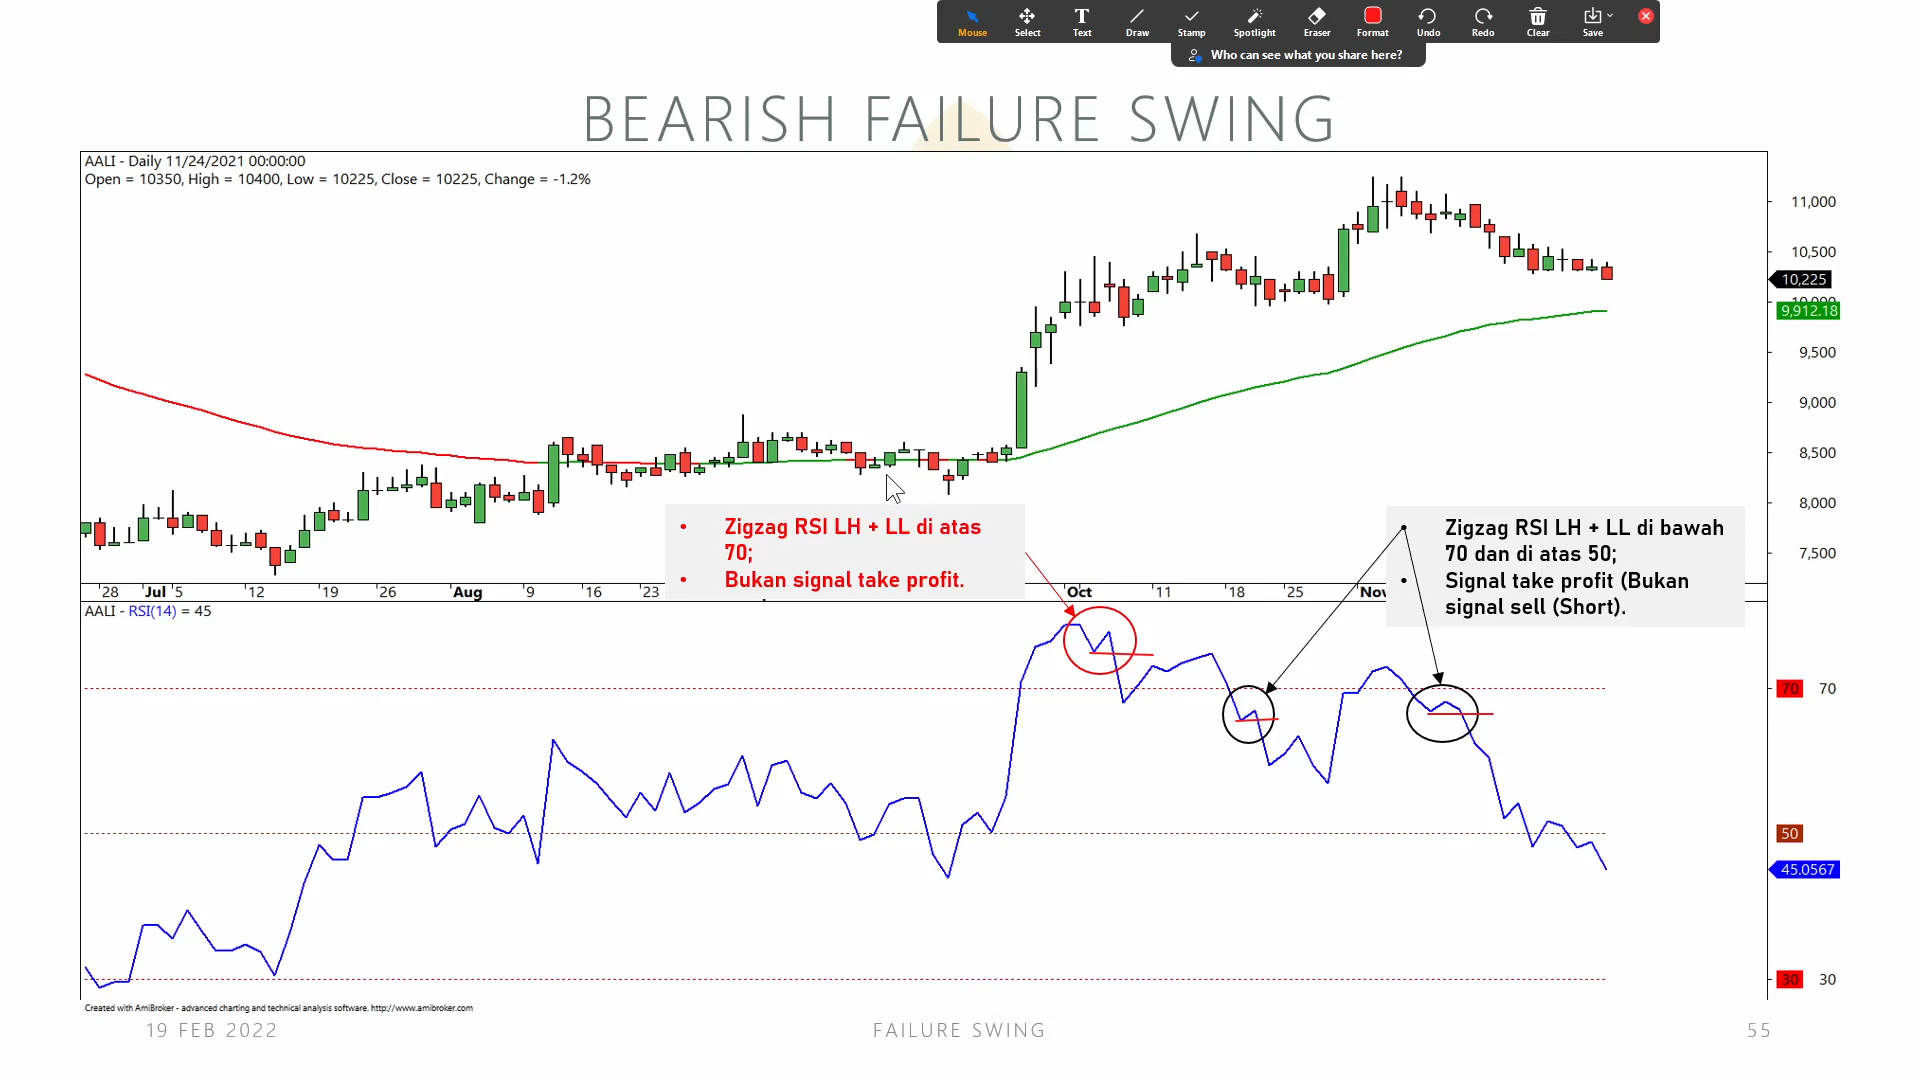 Mouse Select Text Draw Stamp Spotlight Eraser Format Undo Redo Clear Save
Who can see what you share here?
BEARISH FAILURE SWING
AALI - Daily 11/24/2021 00:00:00
Open = 10350, High = 10400, Low = 10225, Close = 10225, Change = -1.2%
11,000
10,500
10,225
10,000
9,912.18
9,500
9,000
8,500
8,000
7,500
• Zigzag RSI LH + LL di atas
70;
• Bukan signal take profit.
• Zigzag RSI LH + LL di bawah
70 dan di atas 50;
• Signal take profit (Bukan
signal sell (Short).
28 Jul 5 12 19 26 Aug 9 16 23 Oct 11 18 25 Nov
AALI - RSI(14) = 45
70 70
50
45.0567
30 30
Created with AmiBroker - advanced charting and technical analysis software. http://www.amibroker.com
19 FEB 2022
FAILURE SWING
55